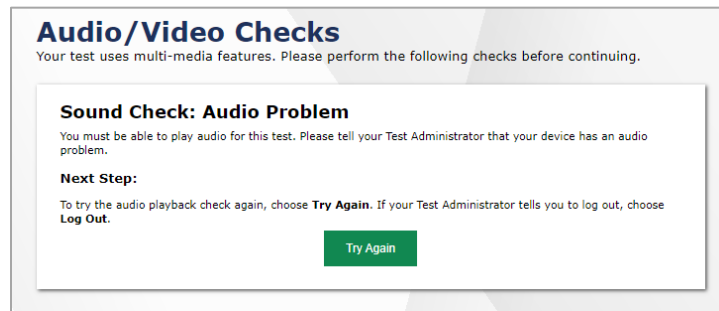 Audio/Video Checks
Your test uses multi-media features. Please perform the following checks before continuing.
Sound Check: Audio Problem
You must be able to play audio for this test. Please tell your Test Administrator that your device has an audio
problem.
Next Step:
To try the audio playback check again, choose Try Again. If your Test Administrator tells you to log out, choose
Log Out.
Try Again